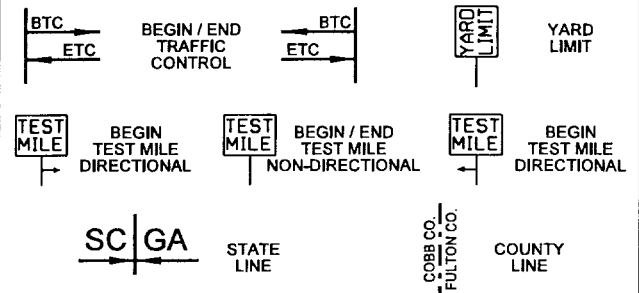 BTC
ETC
BEGIN / END
TRAFFIC
CONTROL
BTC
ETC
YARD
LIMIT
YARD
LIMIT
TEST
MILE
BEGIN
TEST MILE
DIRECTIONAL
TEST
MILE
BEGIN / END
TEST MILE
NON-DIRECTIONAL
TEST
MILE
BEGIN
TEST MILE
DIRECTIONAL
SC GA
STATE
LINE
COBB CO.
FULTON CO.
COUNTY
LINE